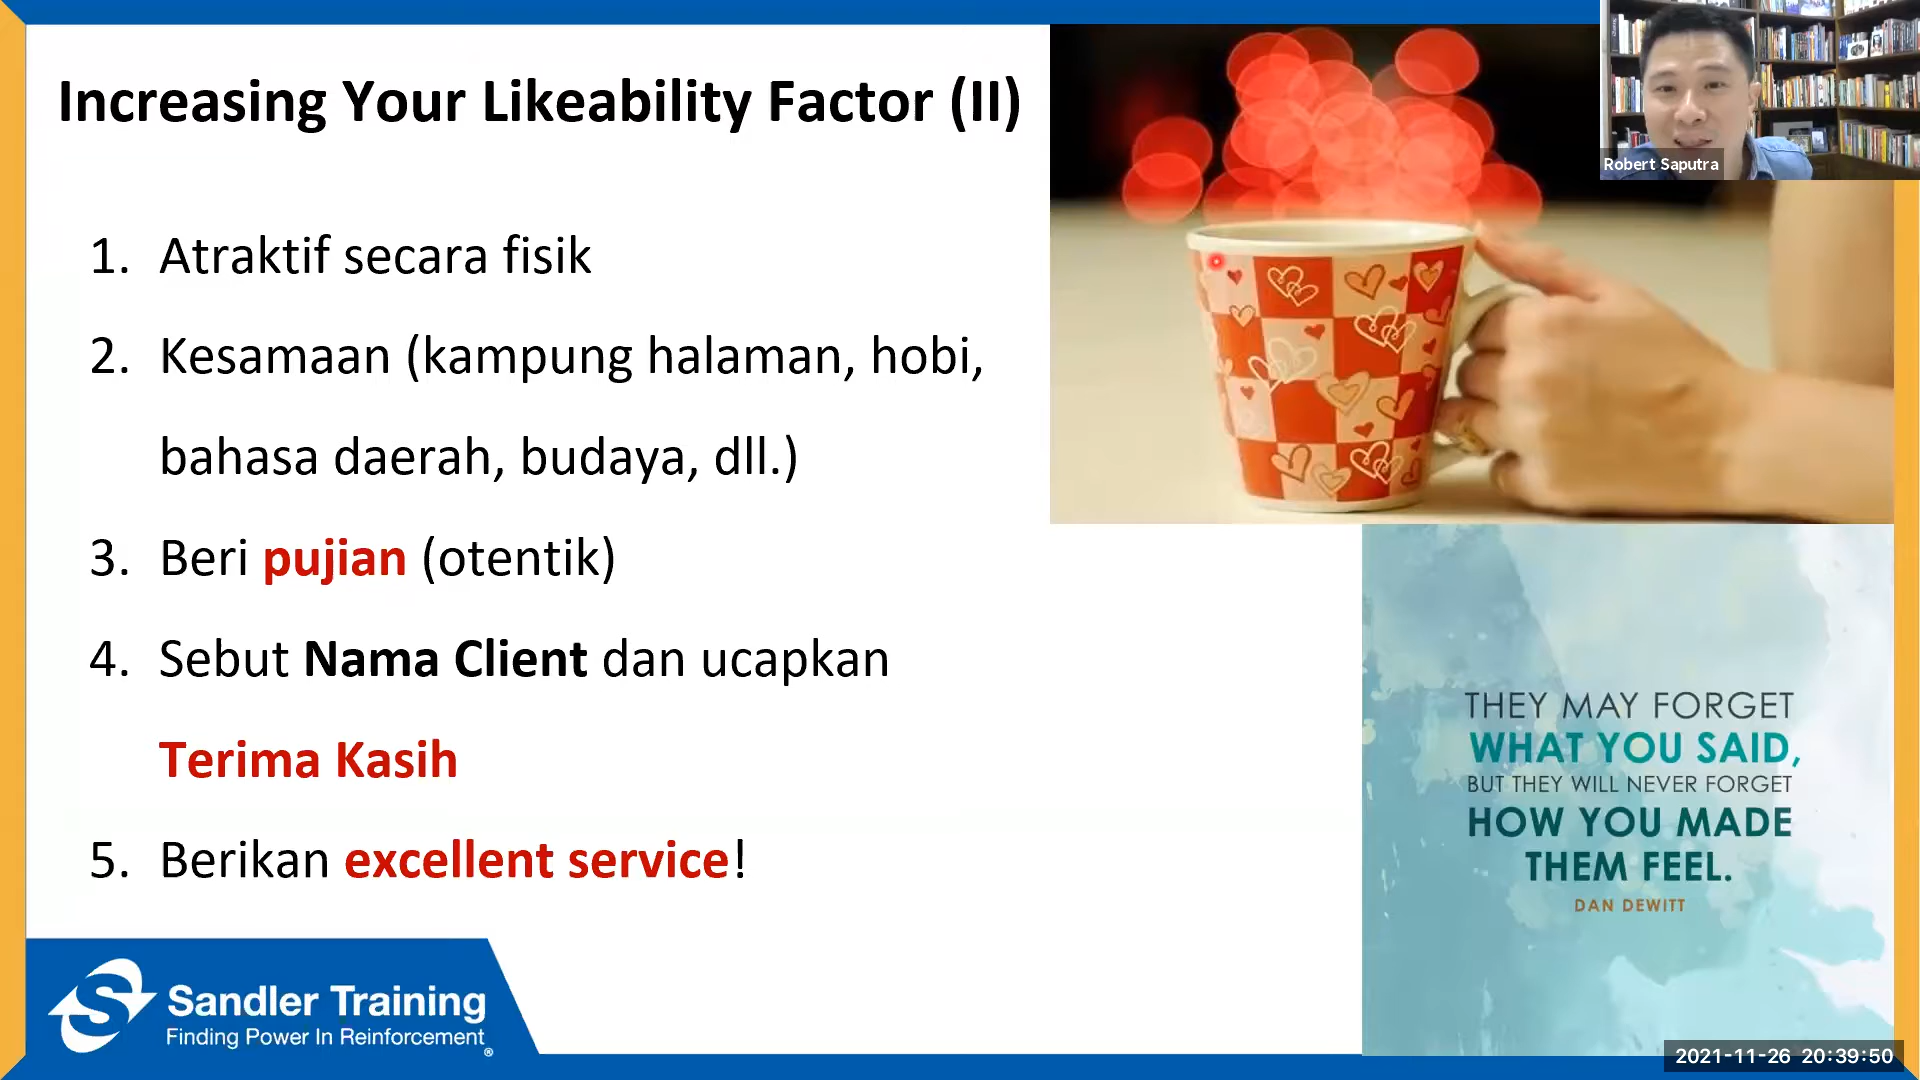 Increasing Your Likeability Factor (II)
1. Atraktif secara fisik
2. Kesamaan (kampung halaman, hobi,
bahasa daerah, budaya, dll.)
3. Beri pujian (otentik)
4. Sebut Nama Client dan ucapkan
Terima Kasih
5. Berikan excellent service!
Robert Saputra
THEY MAY FORGET
WHAT YOU SAID,
BUT THEY WILL NEVER FORGET
HOW YOU MADE
THEM FEEL.
DAN DEWITT
Sandler Training
Finding Power In Reinforcement®
2021-11-26 20:39:50